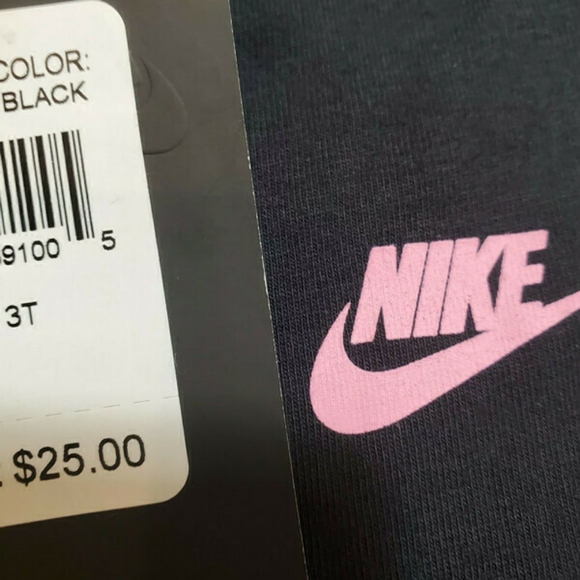 COLOR:
BLACK
9100 5
3T
$25.00
NIKE